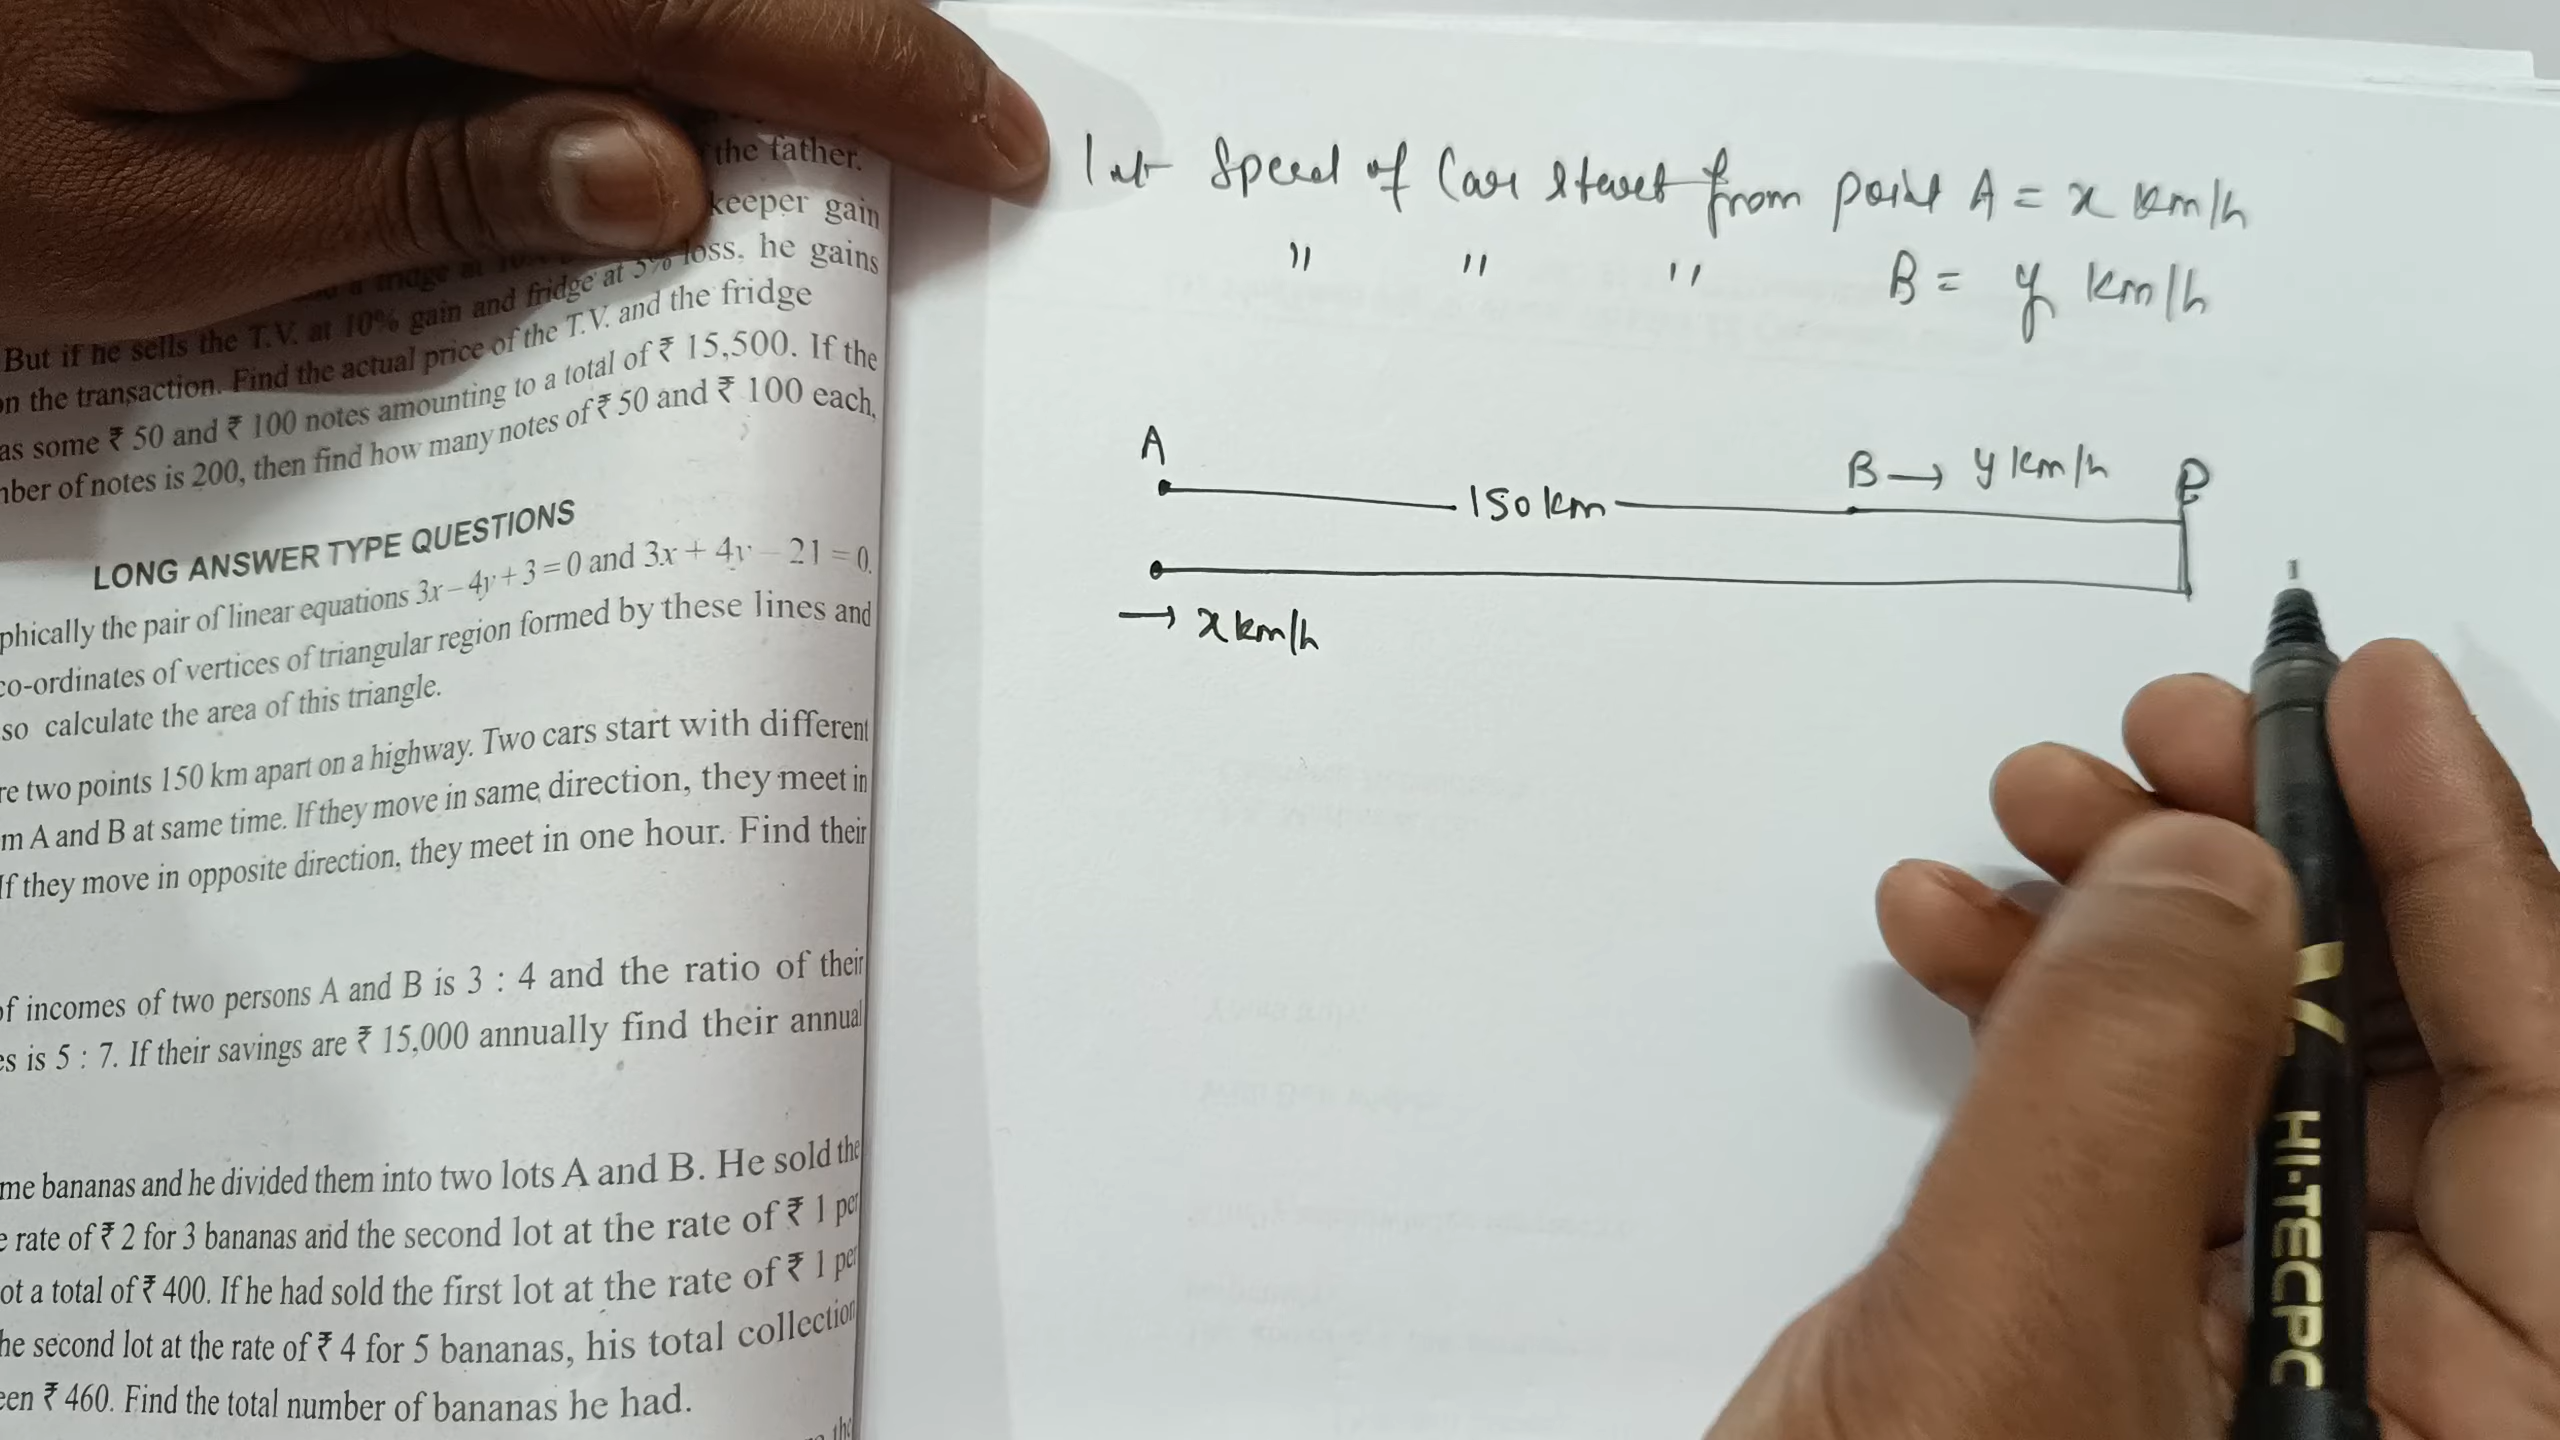 the father.
keeper gain
loss, he gains
a fridge at 10%
and fridge at 5%
But if he sells the T.V. at 10% gain
on the transaction. Find the actual price of the T.V. and the fridge
as some ₹ 50 and ₹ 100 notes amounting to a total of ₹ 15,500. If the
nber of notes is 200, then find how many notes of ₹ 50 and ₹ 100 each,
LONG ANSWER TYPE QUESTIONS
phically the pair of linear equations 3x – 4y + 3 = 0 and 3x + 4y – 21 = 0.
co-ordinates of vertices of triangular region formed by these lines and
so calculate the area of this triangle.
re two points 150 km apart on a highway. Two cars start with different
m A and B at same time. If they move in same direction, they meet in
If they move in opposite direction, they meet in one hour. Find their
of incomes of two persons A and B is 3 : 4 and the ratio of their
es is 5 : 7. If their savings are ₹ 15,000 annually find their annual
me bananas and he divided them into two lots A and B. He sold the
e rate of ₹ 2 for 3 bananas and the second lot at the rate of ₹ 1 per
ot a total of ₹ 400. If he had sold the first lot at the rate of ₹ 1 per
he second lot at the rate of ₹ 4 for 5 bananas, his total collection
een ₹ 460. Find the total number of bananas he had.
the
Let Speed of Car start from point A = x km/h
" " " B = y km/h
A
B → y km/h
P
150 km
→ x km/h
V
HI-TECPO